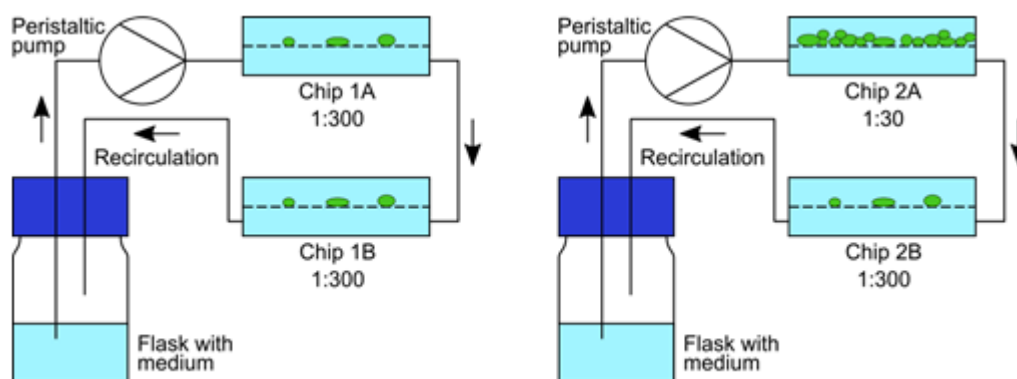 Peristaltic
pump
Chip 1A
1:300
Recirculation
Chip 1B
1:300
Flask with
medium
Peristaltic
pump
Chip 2A
1:30
Recirculation
Chip 2B
1:300
Flask with
medium